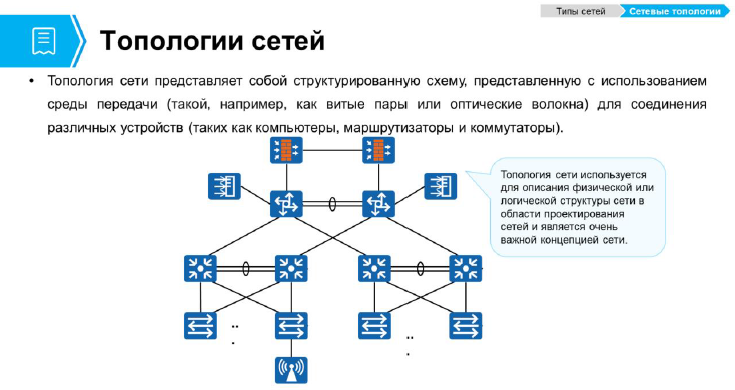 Типы сетей
Сетевые топологии
Топологии сетей
• Топология сети представляет собой структурированную схему, представленную с использованием
среды передачи (такой, например, как витые пары или оптические волокна) для соединения
различных устройств (таких как компьютеры, маршрутизаторы и коммутаторы).
Топология сети используется
для описания физической или
логической структуры сети в
области проектирования
сетей и является очень
важной концепцией сети.